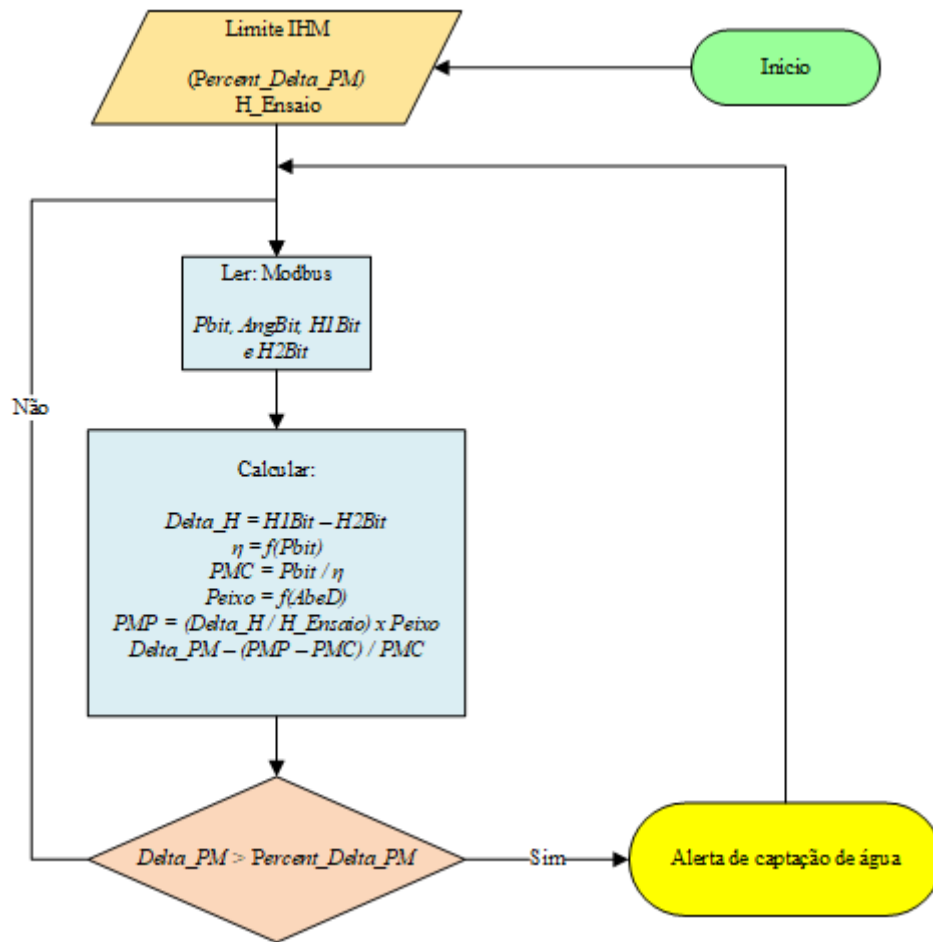 Limite IHM
(Percent_Delta_PM)
H_Ensaio
Início
Ler: Modbus
Pbit, AngBit, H1Bit
e H2Bit
Não
Calcular:
Delta_H = H1Bit – H2Bit
η = f(Pbit)
PMC = Pbit / η
Peixo = f(AbeD)
PMP = (Delta_H / H_Ensaio) x Peixo
Delta_PM – (PMP – PMC) / PMC
Delta_PM > Percent_Delta_PM
Sim
Alerta de captação de água